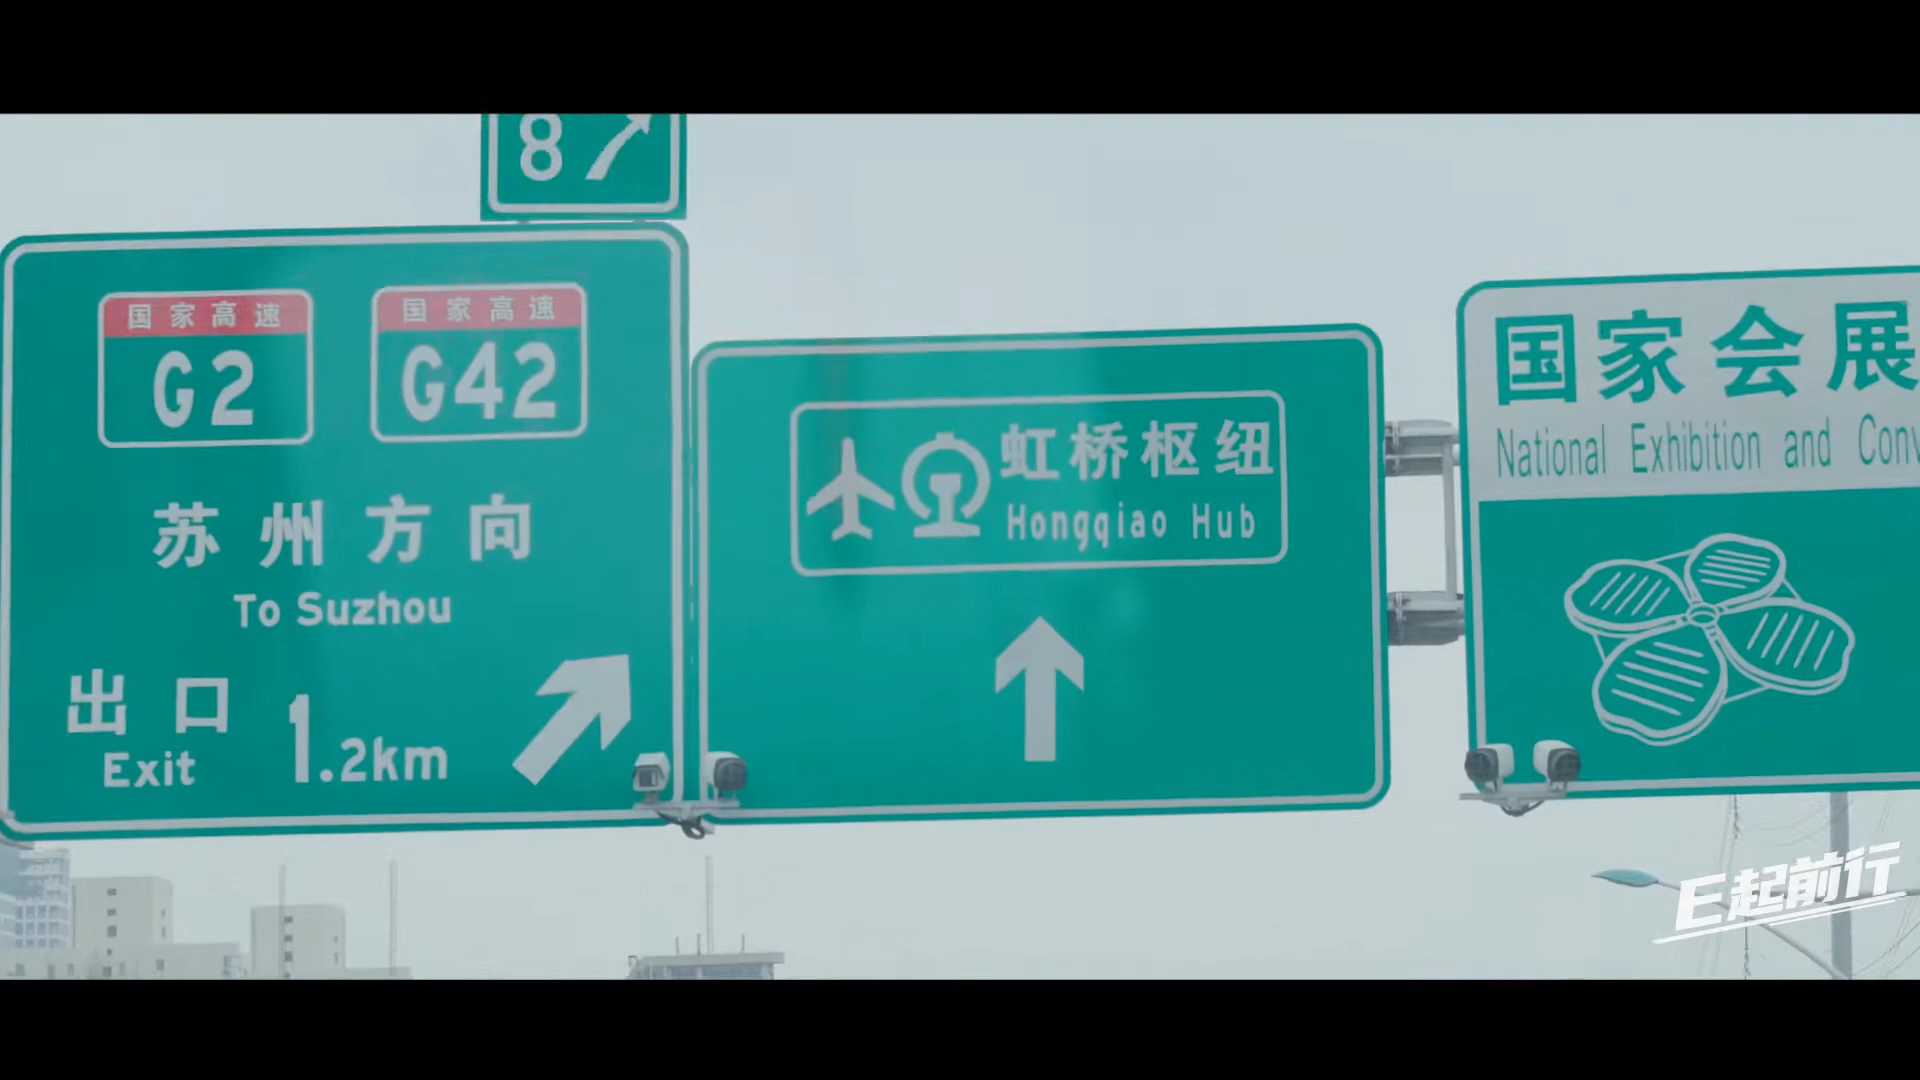 8
国家高速
G2
国家高速
G42
苏州方向
To Suzhou
出口
Exit
1.2km
虹桥枢纽
Hongqiao Hub
国家会展
National Exhibition and Conv
E起前行